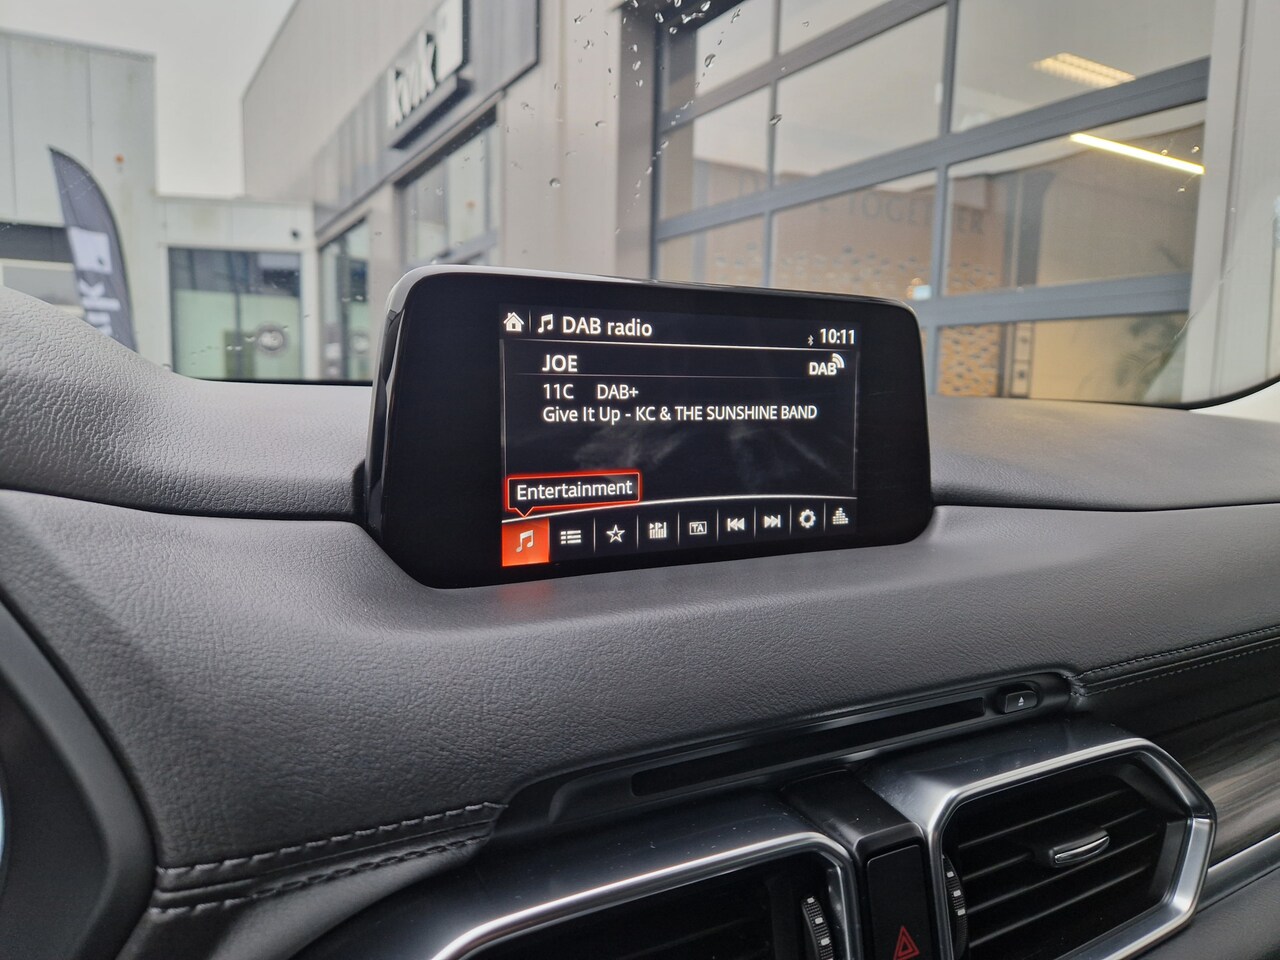 DAB radio
10:11
JOE
DAB
11C DAB+
Give It Up - KC & THE SUNSHINE BAND
Entertainment
TA